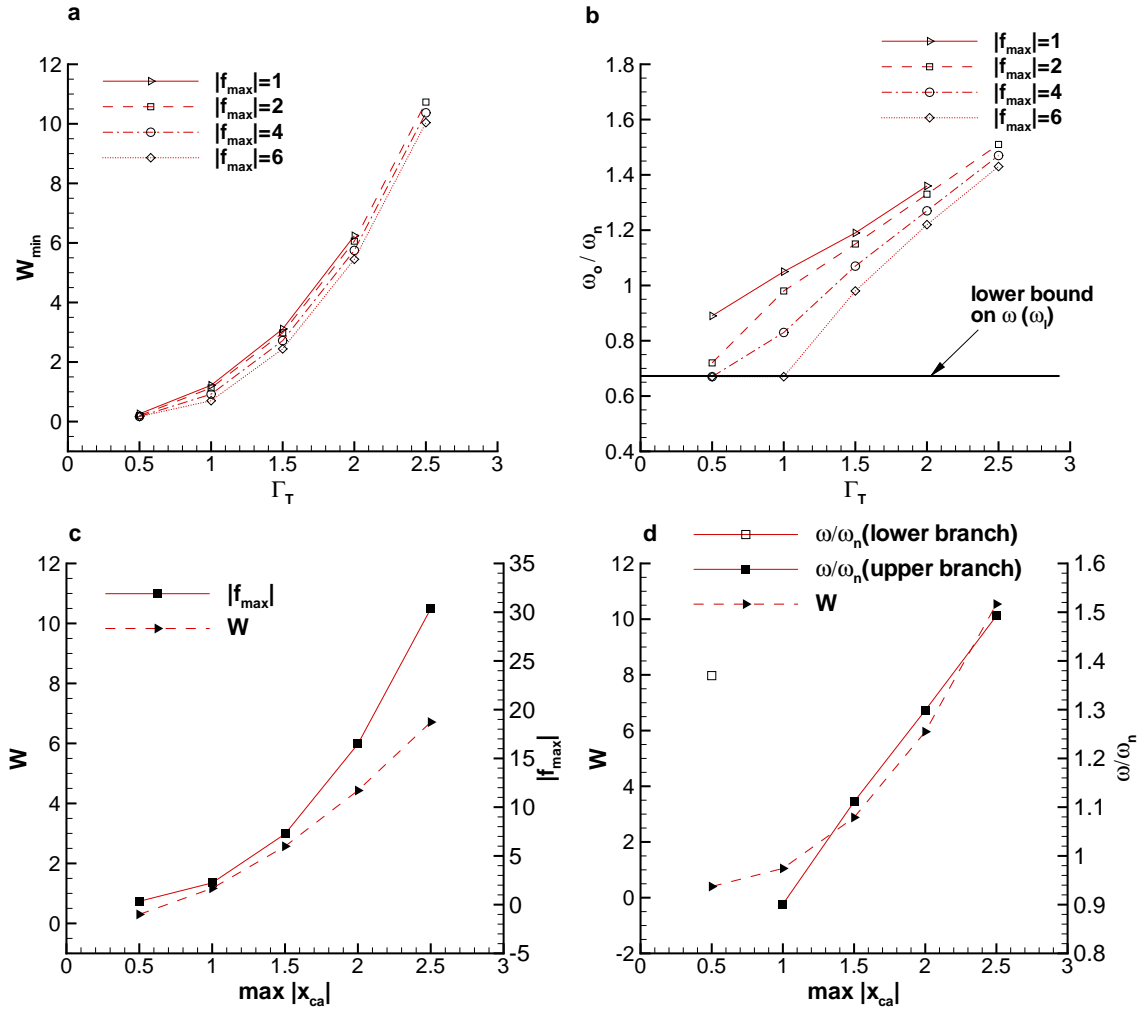 a
|f_max|=1
|f_max|=2
|f_max|=4
|f_max|=6
12
10
8
6
4
2
0
W_min
0 0.5 1 1.5 2 2.5 3
Γ_T
b
|f_max|=1
|f_max|=2
|f_max|=4
|f_max|=6
1.8
1.6
1.4
1.2
1.0
0.8
0.6
0.4
ω_o / ω_n
lower bound
on ω (ω_l)
0 0.5 1 1.5 2 2.5 3
Γ_T
c
|f_max|
W
12
10
8
6
4
2
0
W
35
30
25
20
15
10
5
0
-5
|f_max|
0 0.5 1 1.5 2 2.5 3
max |x_ca|
d
ω/ω_n(lower branch)
ω/ω_n(upper branch)
W
12
10
8
6
4
2
0
-2
W
1.6
1.5
1.4
1.3
1.2
1.1
1
0.9
0.8
ω/ω_n
0 0.5 1 1.5 2 2.5 3
max |x_ca|